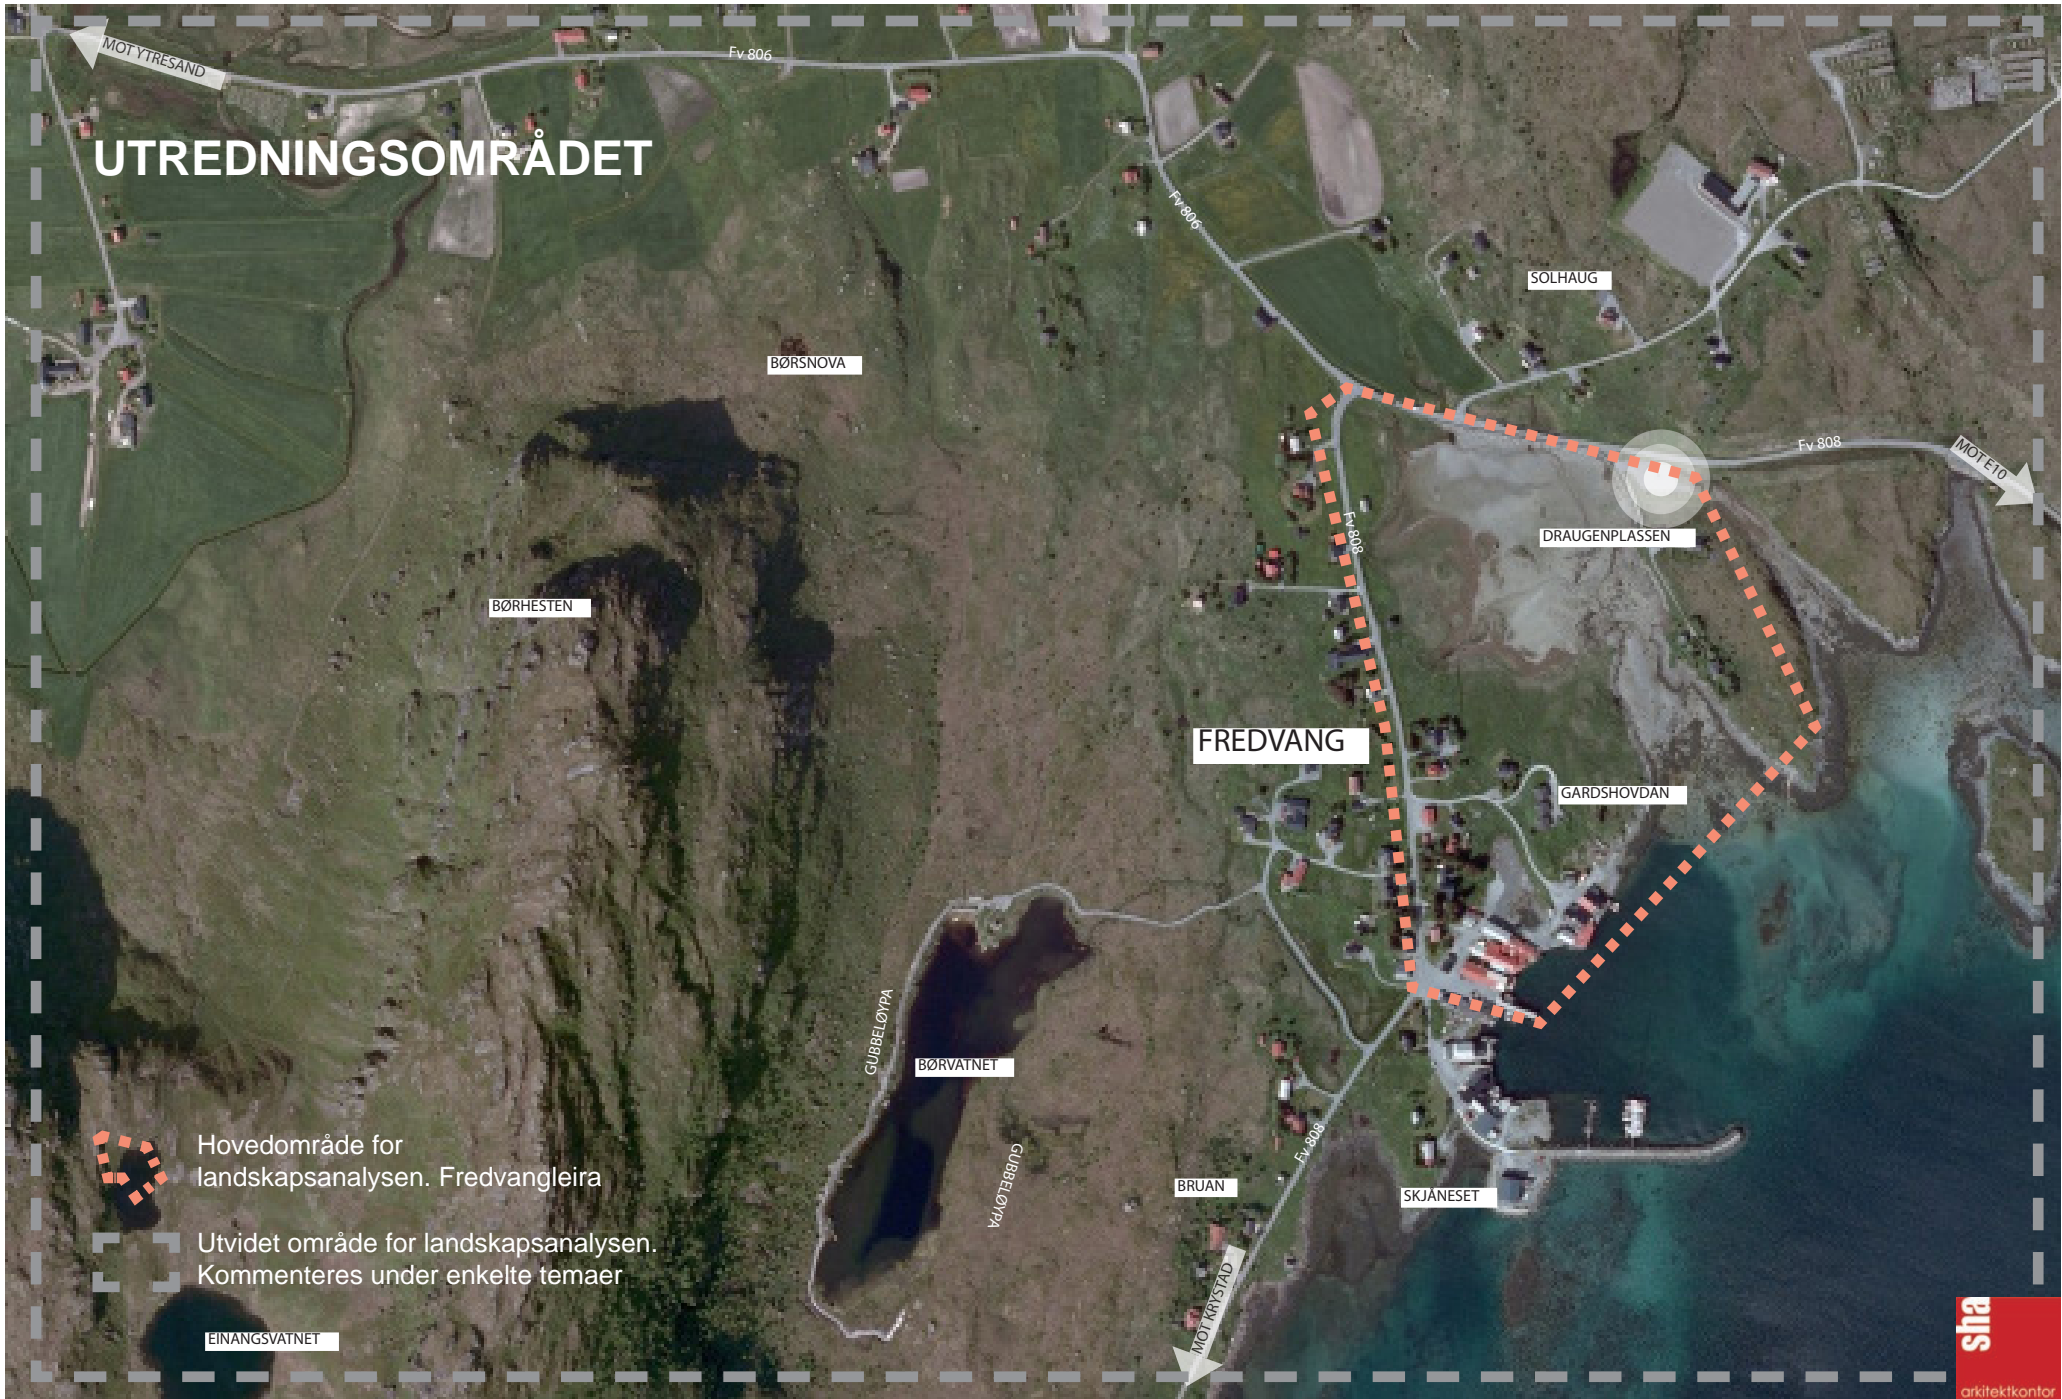 MOT YTRESAND
Fv 806
UTREDNINGSOMRÅDET
Fv 806
SOLHAUG
BØRSNOVA
Fv 808
MOT E10
Fv 808
DRAUGENPLASSEN
BØRHESTEN
FREDVANG
GARDSHOVDAN
GUBBELØYPA
BØRVATNET
GUBBELØYPA
Fv 808
BRUAN
SKJÅNESET
MOT KRYSTAD
Hovedområde for
landskapsanalysen. Fredvangleira
Utvidet område for landskapsanalysen.
Kommenteres under enkelte temaer
EINANGSVATNET
sha
arkitektkontor